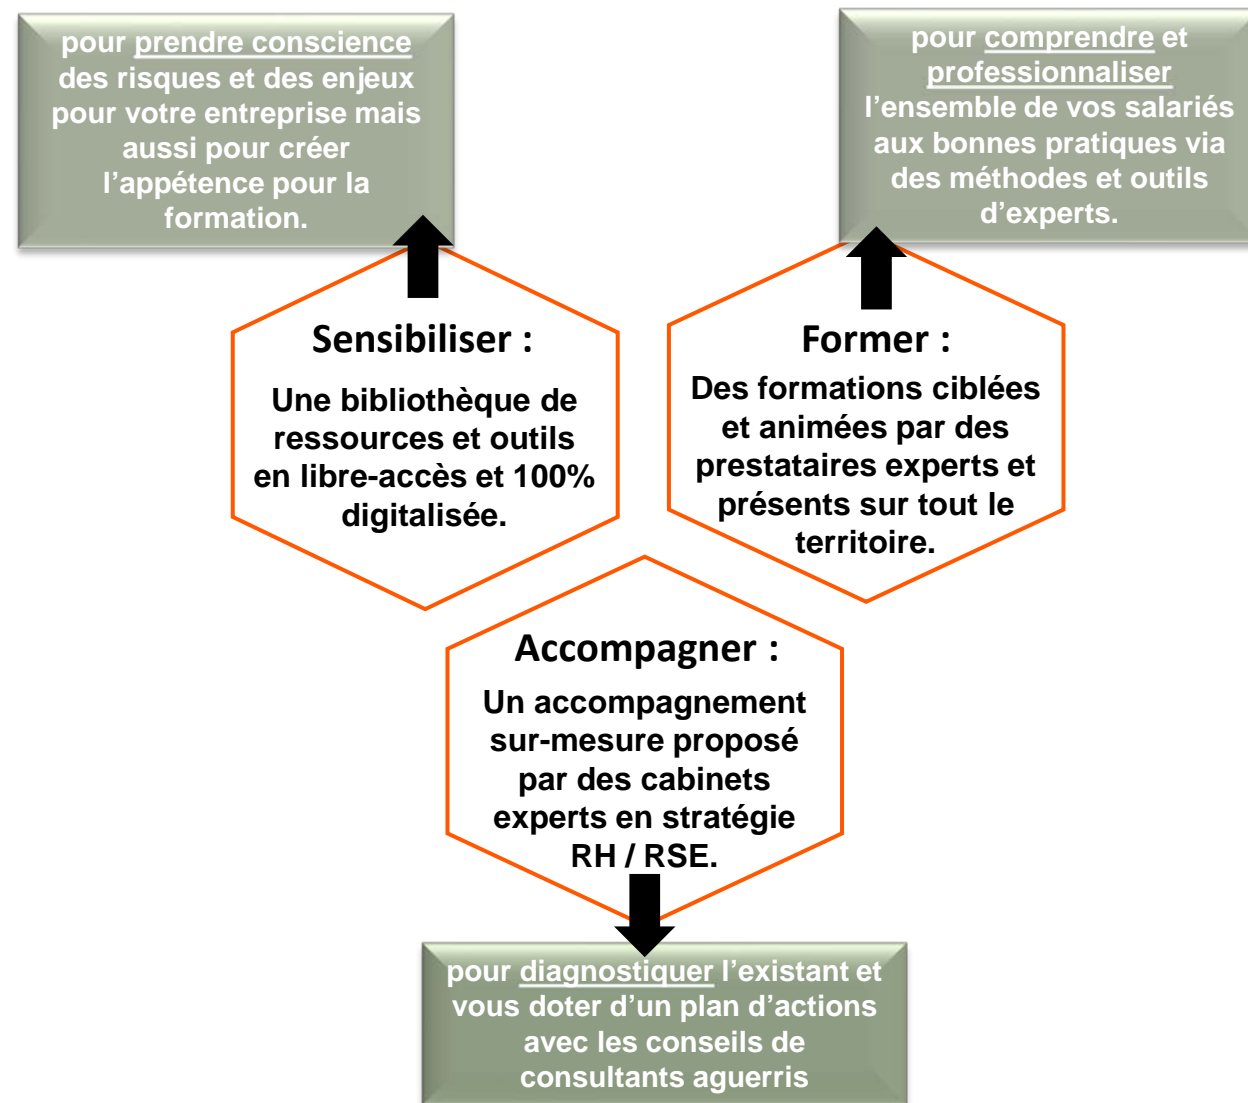 pour prendre conscience
des risques et des enjeux
pour votre entreprise mais
aussi pour créer
l’appétence pour la
formation.
pour comprendre et
professionnaliser
l’ensemble de vos salariés
aux bonnes pratiques via
des méthodes et outils
d’experts.
Sensibiliser :
Une bibliothèque de
ressources et outils
en libre-accès et 100%
digitalisée.
Former :
Des formations ciblées
et animées par des
prestataires experts et
présents sur tout le
territoire.
Accompagner :
Un accompagnement
sur-mesure proposé
par des cabinets
experts en stratégie
RH / RSE.
pour diagnostiquer l’existant et
vous doter d’un plan d’actions
avec les conseils de
consultants aguerris